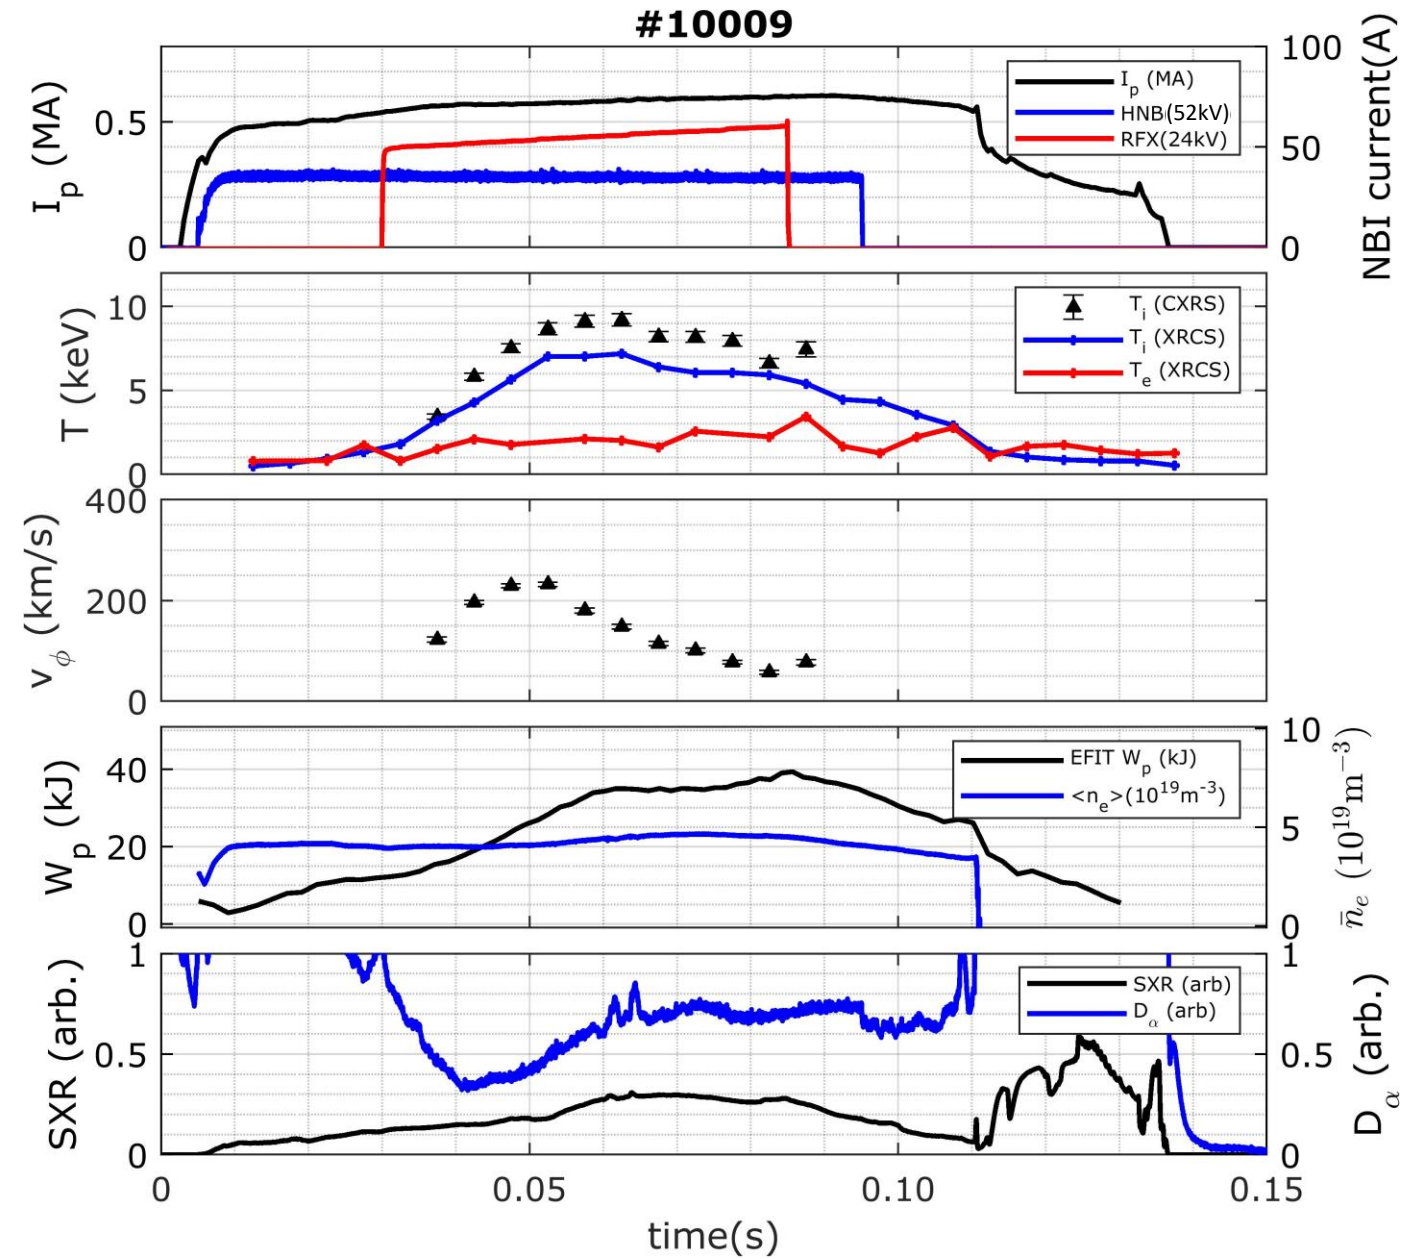 #10009
I_p (MA)
0.5
0
100
50
0
NBI current(A)
I_p (MA)
HNB(52kV)
RFX(24kV)
T (keV)
10
5
0
T_i (CXRS)
T_i (XRCS)
T_e (XRCS)
v_ϕ (km/s)
400
200
0
W_p (kJ)
40
20
0
10
5
0
n̄_e (10^19 m^−3)
EFIT W_p (kJ)
<n_e>(10^19m^-3)
SXR (arb.)
1
0.5
0
1
0.5
0
D_α (arb.)
SXR (arb)
D_α (arb)
0 0.05 0.10 0.15
time(s)